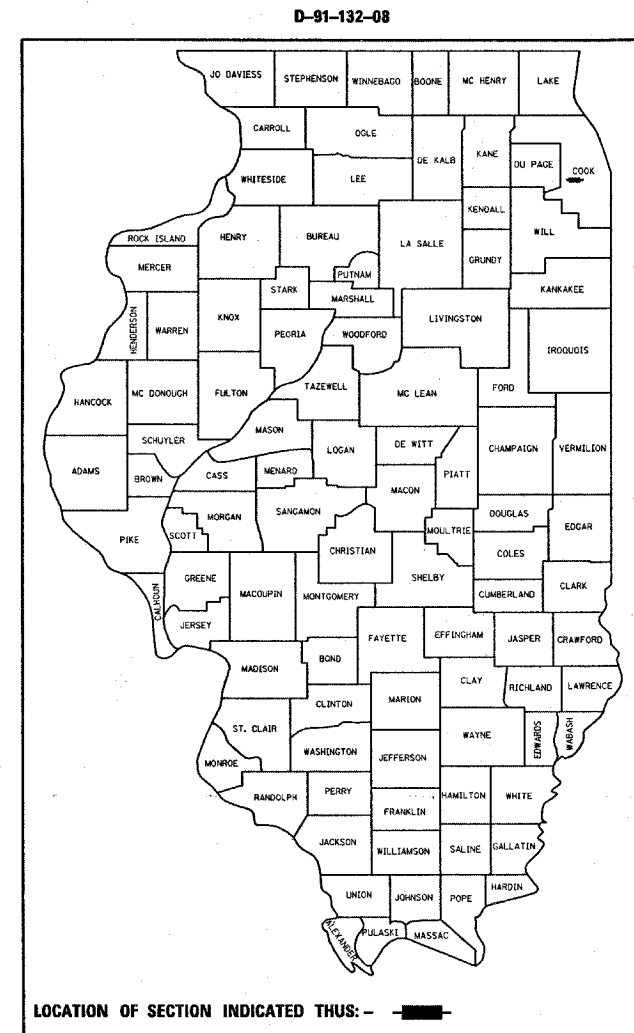 D-91-132-08
JO DAVIESS STEPHENSON WINNEBAGO BOONE MC HENRY LAKE
CARROLL OGLE DE KALB KANE DU PAGE COOK
WHITESIDE LEE KENDALL WILL
ROCK ISLAND HENRY BUREAU LA SALLE GRUNDY
MERCER PUTNAM KANKAKEE
STARK MARSHALL
HENDERSON WARREN KNOX PEORIA WOODFORD LIVINGSTON IROQUOIS
HANCOCK MC DONOUGH FULTON TAZEWELL MC LEAN FORD
SCHUYLER MASON LOGAN DE WITT CHAMPAIGN VERMILION
ADAMS BROWN CASS MENARD MACON PIATT
PIKE SCOTT MORGAN SANGAMON CHRISTIAN MOULTRIE DOUGLAS EDGAR
COLES
CALHOUN GREENE MACOUPIN MONTGOMERY SHELBY CUMBERLAND CLARK
JERSEY FAYETTE EFFINGHAM JASPER CRAWFORD
MADISON BOND CLAY RICHLAND LAWRENCE
CLINTON MARION
ST. CLAIR WASHINGTON JEFFERSON WAYNE EDWARDS WABASH
MONROE
RANDOLPH PERRY FRANKLIN HAMILTON WHITE
JACKSON WILLIAMSON SALINE GALLATIN
UNION JOHNSON POPE HARDIN
ALEXANDER PULASKI MASSAC
LOCATION OF SECTION INDICATED THUS: -